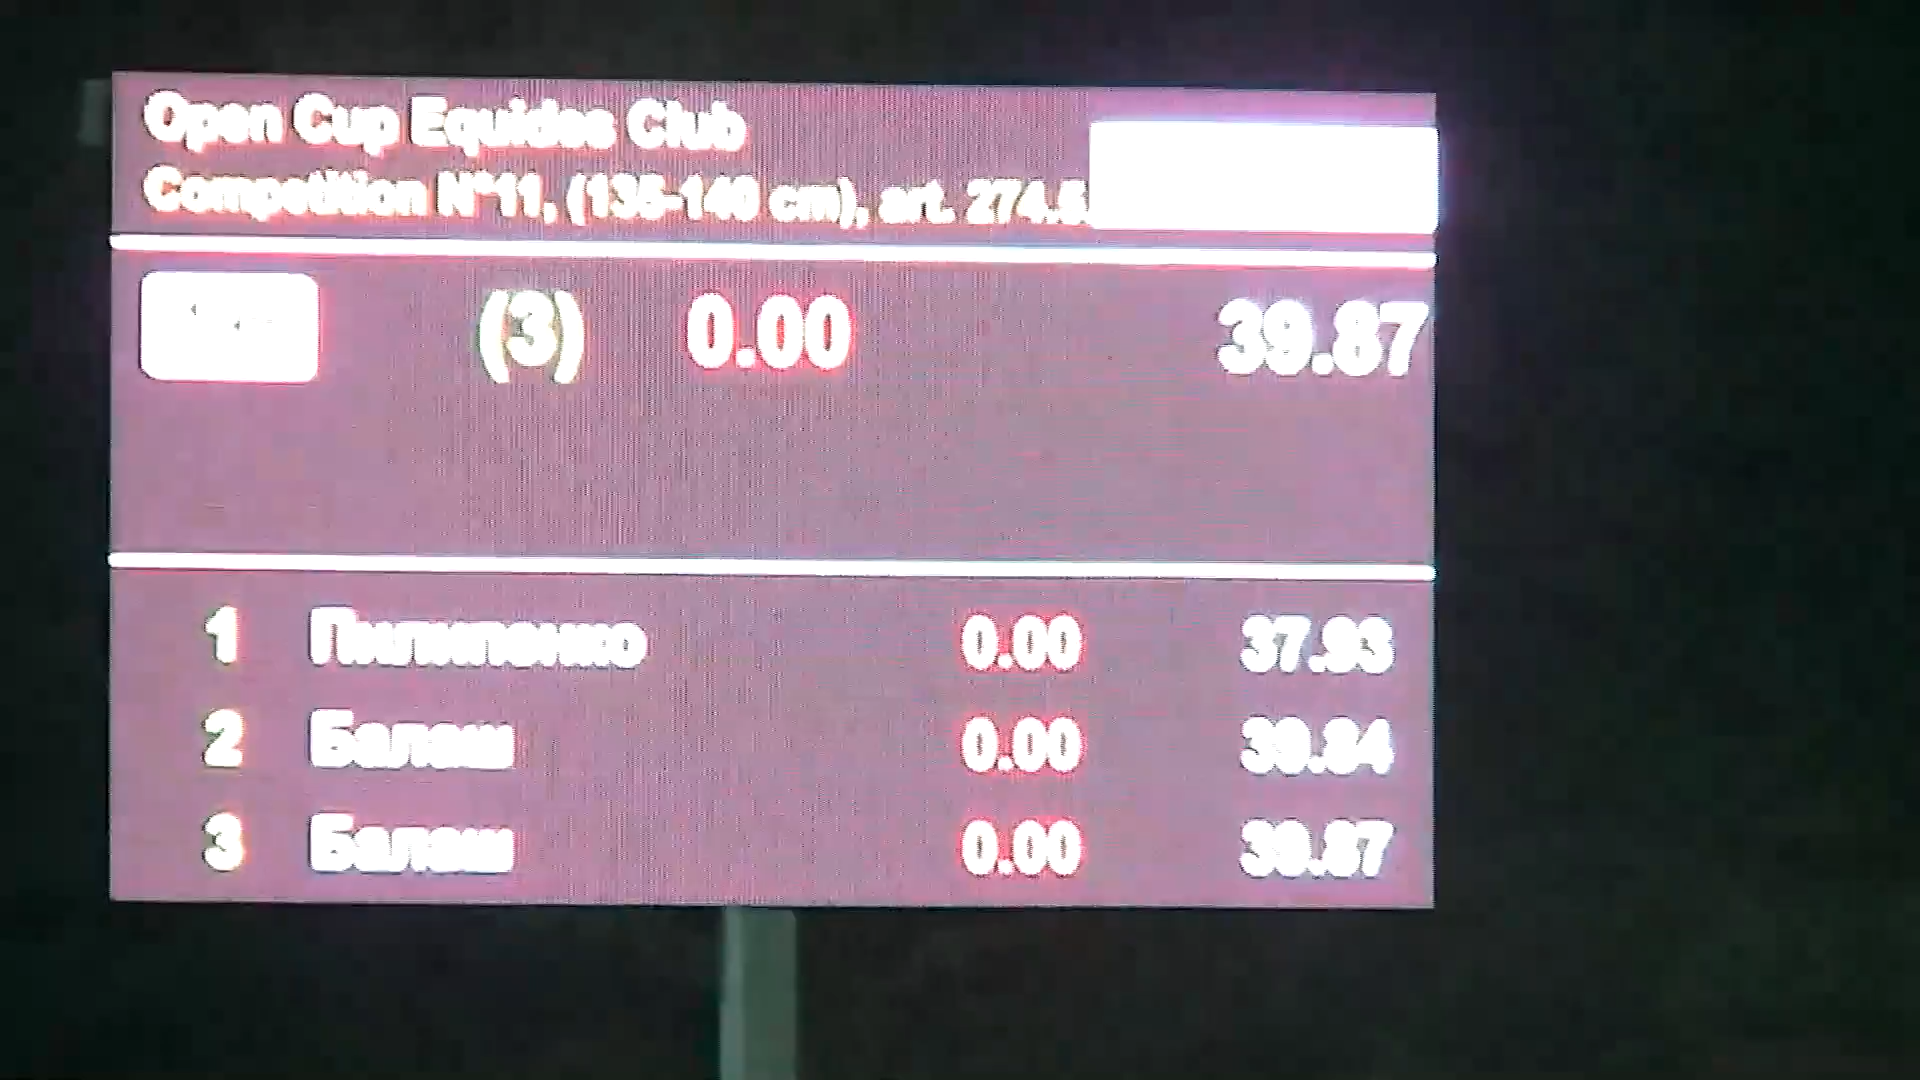 Open Cup Equides Club
Competition N°11, (135-140 cm), art. 274.5.
(3) 0.00 39.87
1 Пилипенко 0.00 37.93
2 Балаш 0.00 39.84
3 Балаш 0.00 39.87